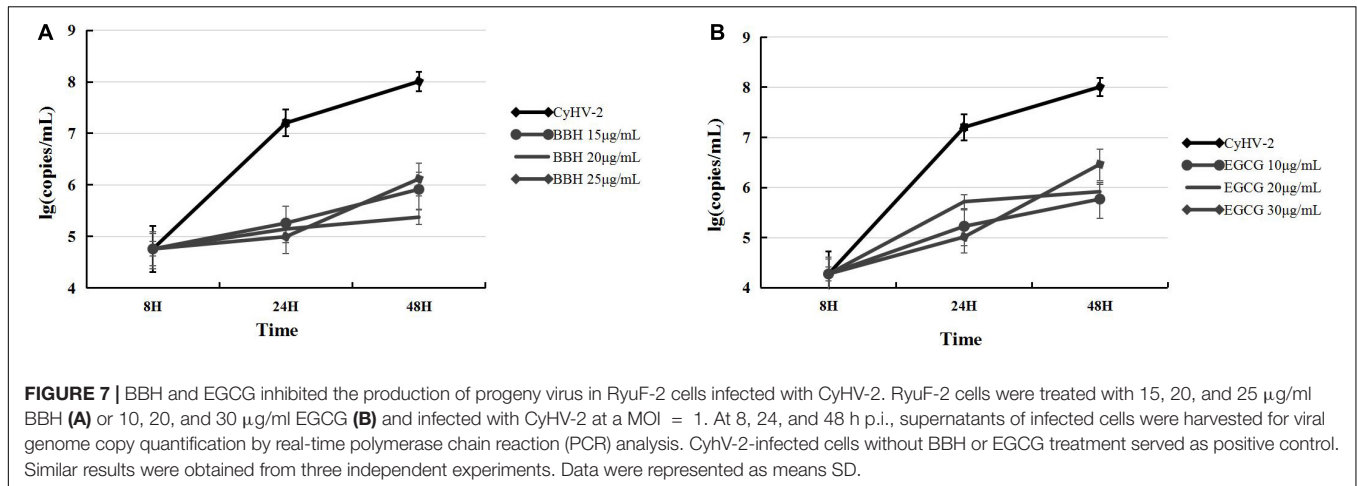 A
9
8
7
6
5
4
lg(copies/mL)
8H 24H 48H
Time
CyHV-2
BBH 15μg/mL
BBH 20μg/mL
BBH 25μg/mL
B
9
8
7
6
5
4
lg(copies/mL)
8H 24H 48H
Time
CyHV-2
EGCG 10μg/mL
EGCG 20μg/mL
EGCG 30μg/mL
FIGURE 7 | BBH and EGCG inhibited the production of progeny virus in RyuF-2 cells infected with CyHV-2. RyuF-2 cells were treated with 15, 20, and 25 μg/ml
BBH (A) or 10, 20, and 30 μg/ml EGCG (B) and infected with CyHV-2 at a MOI = 1. At 8, 24, and 48 h p.i., supernatants of infected cells were harvested for viral
genome copy quantification by real-time polymerase chain reaction (PCR) analysis. CyhV-2-infected cells without BBH or EGCG treatment served as positive control.
Similar results were obtained from three independent experiments. Data were represented as means SD.